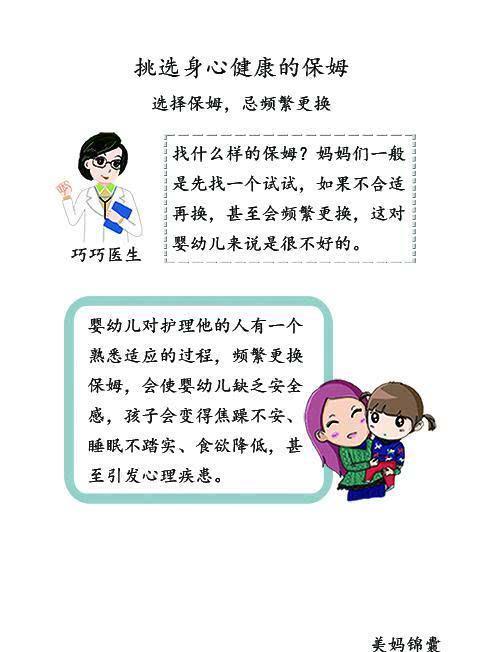 挑选身心健康的保姆
选择保姆，忌频繁更换
找什么样的保姆？妈妈们一般
是先找一个试试，如果不合适
再换，甚至会频繁更换，这对
婴幼儿来说是很不好的。
巧巧医生
婴幼儿对护理他的人有一个
熟悉适应的过程，频繁更换
保姆，会使婴幼儿缺乏安全
感，孩子会变得焦躁不安、
睡眠不踏实、食欲降低，甚
至引发心理疾患。
美妈锦囊